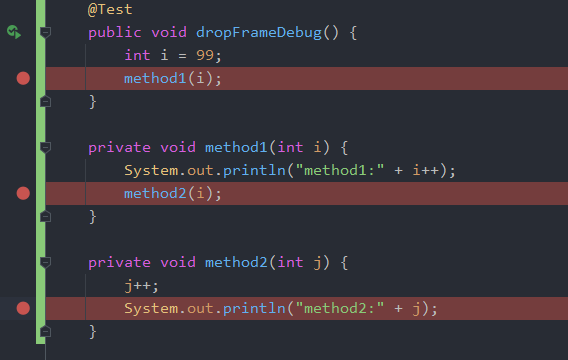 @Test
public void dropFrameDebug() {
int i = 99;
method1(i);
}
private void method1(int i) {
System.out.println("method1:" + i++);
method2(i);
}
private void method2(int j) {
j++;
System.out.println("method2:" + j);
}